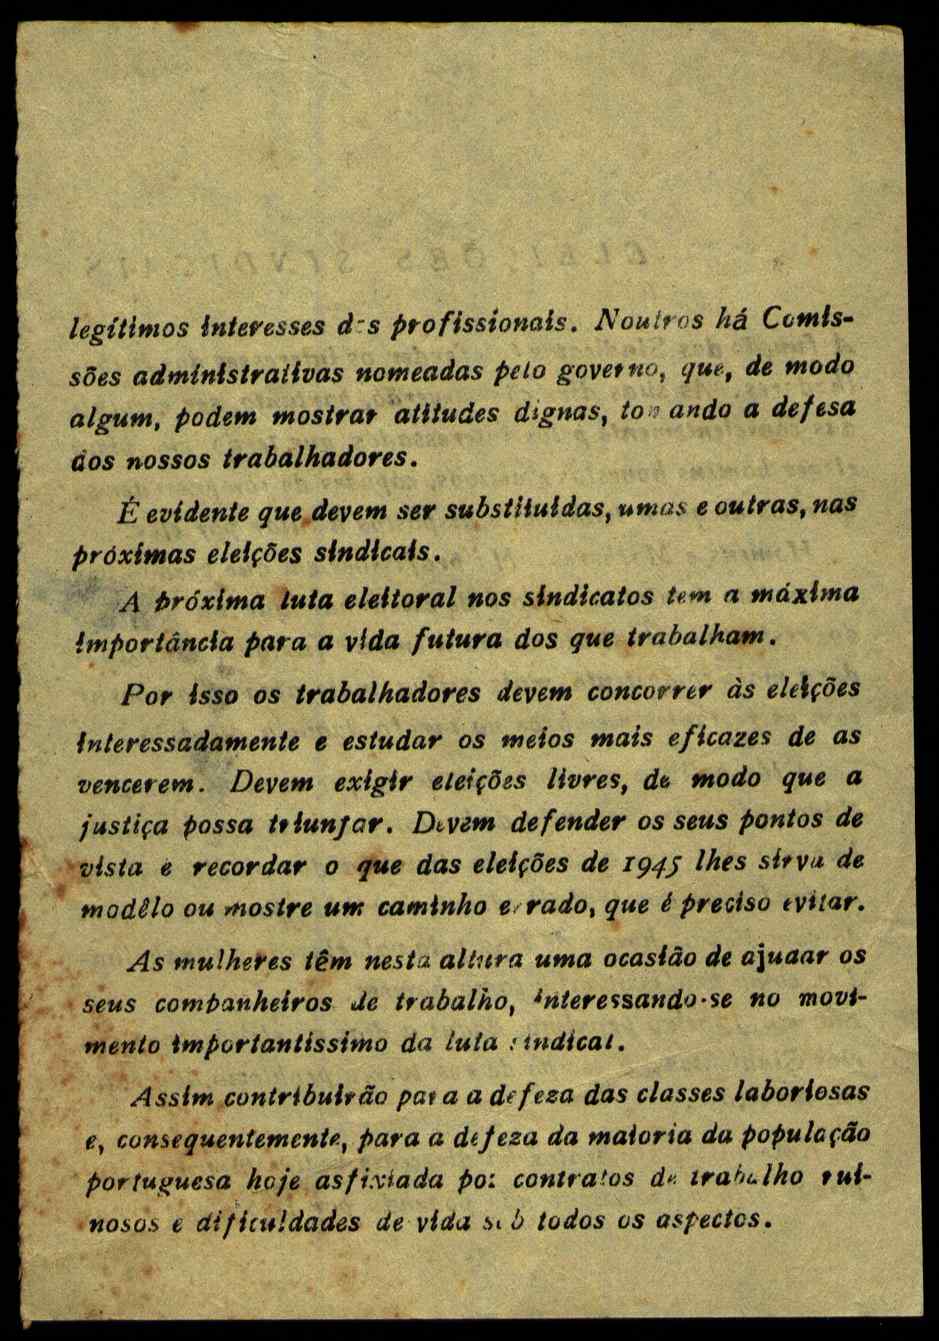 legítimos interesses dos profissionais. Noutros há Comis-
sões administrativas nomeadas pelo governo, que, de modo
algum, podem mostrar atitudes dignas, tomando a defesa
dos nossos trabalhadores.
É evidente que devem ser substituidas, umas e outras, nas
próximas eleições sindicais.
A próxima luta eleitoral nos sindicatos tem a máxima
importância para a vida futura dos que trabalham.
Por isso os trabalhadores devem concorrer às eleições
interessadamente e estudar os meios mais eficazes de as
vencerem. Devem exigir eleições livres, de modo que a
justiça possa triunfar. Devem defender os seus pontos de
vista e recordar o que das eleições de 1945 lhes sirva de
modêlo ou mostre um caminho errado, que é preciso evitar.
As mulheres têm nesta altura uma ocasião de ajudar os
seus companheiros de trabalho, interessando-se no movi-
mento importantissimo da luta sindical.
Assim contribuirão para a defeza das classes laboriosas
e, consequentemente, para a defeza da maioria da população
portuguesa hoje asfixiada por contratos de trabalho rui-
nosos e dificuldades de vida sob todos os aspectos.